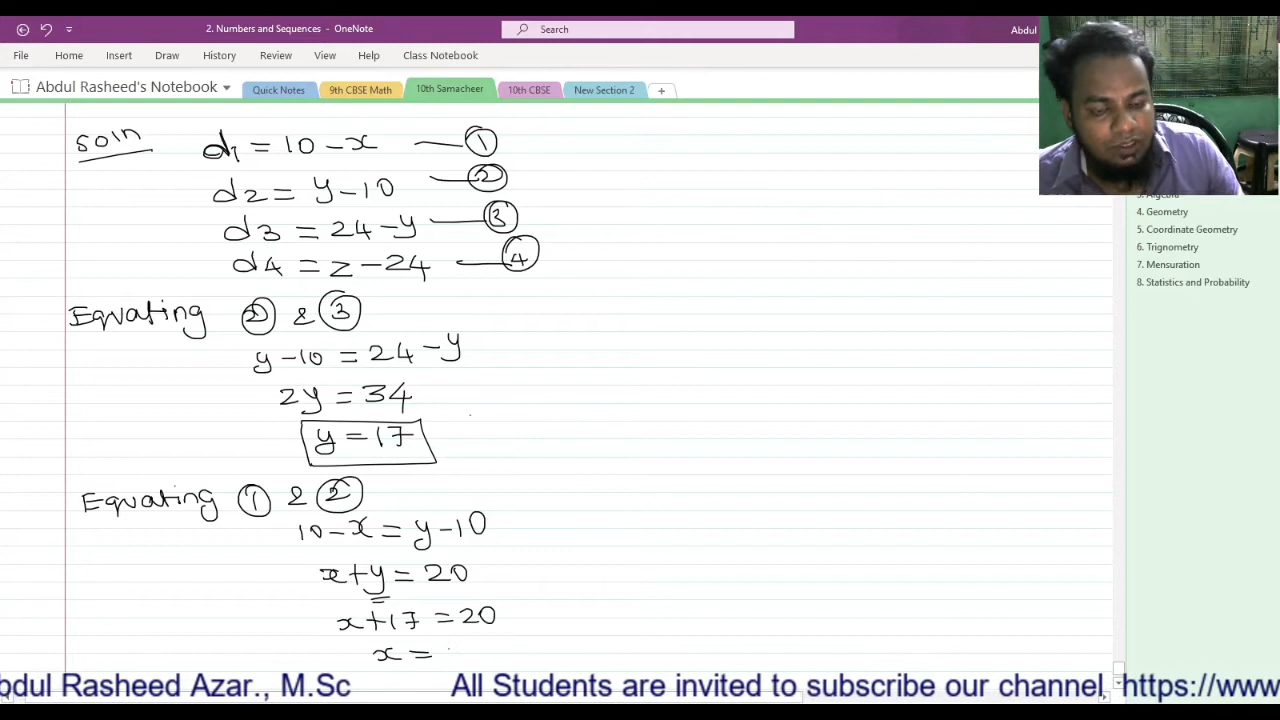 2. Numbers and Sequences - OneNote
Search
Abdul
File Home Insert Draw History Review View Help Class Notebook
Abdul Rasheed's Notebook
Quick Notes 9th CBSE Math 10th Samacheer 10th CBSE New Section 2 +
soln
d1 = 10 - x — ①
d2 = y - 10 — ②
d3 = 24 - y — ③
d4 = z - 24 — ④
Equating ② & ③
y - 10 = 24 - y
2y = 34
y = 17
Equating ① & ②
10 - x = y - 10
x + y = 20
x + 17 = 20
x =
3. Algebra
4. Geometry
5. Coordinate Geometry
6. Trignometry
7. Mensuration
8. Statistics and Probability
bdul Rasheed Azar., M.Sc All Students are invited to subscribe our channel https://www